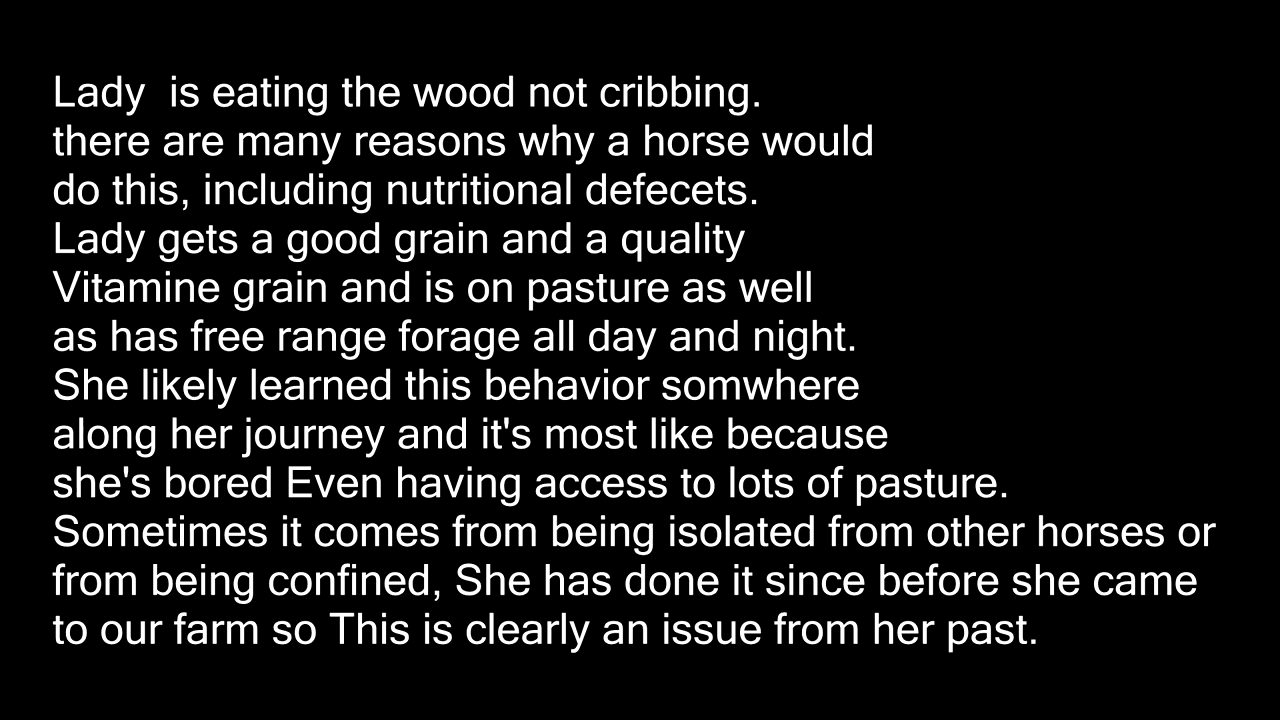 Lady  is eating the wood not cribbing.
there are many reasons why a horse would
do this, including nutritional defecets.
Lady gets a good grain and a quality
Vitamine grain and is on pasture as well
as has free range forage all day and night.
She likely learned this behavior somwhere
along her journey and it's most like because
she's bored Even having access to lots of pasture.
Sometimes it comes from being isolated from other horses or
from being confined, She has done it since before she came
to our farm so This is clearly an issue from her past.